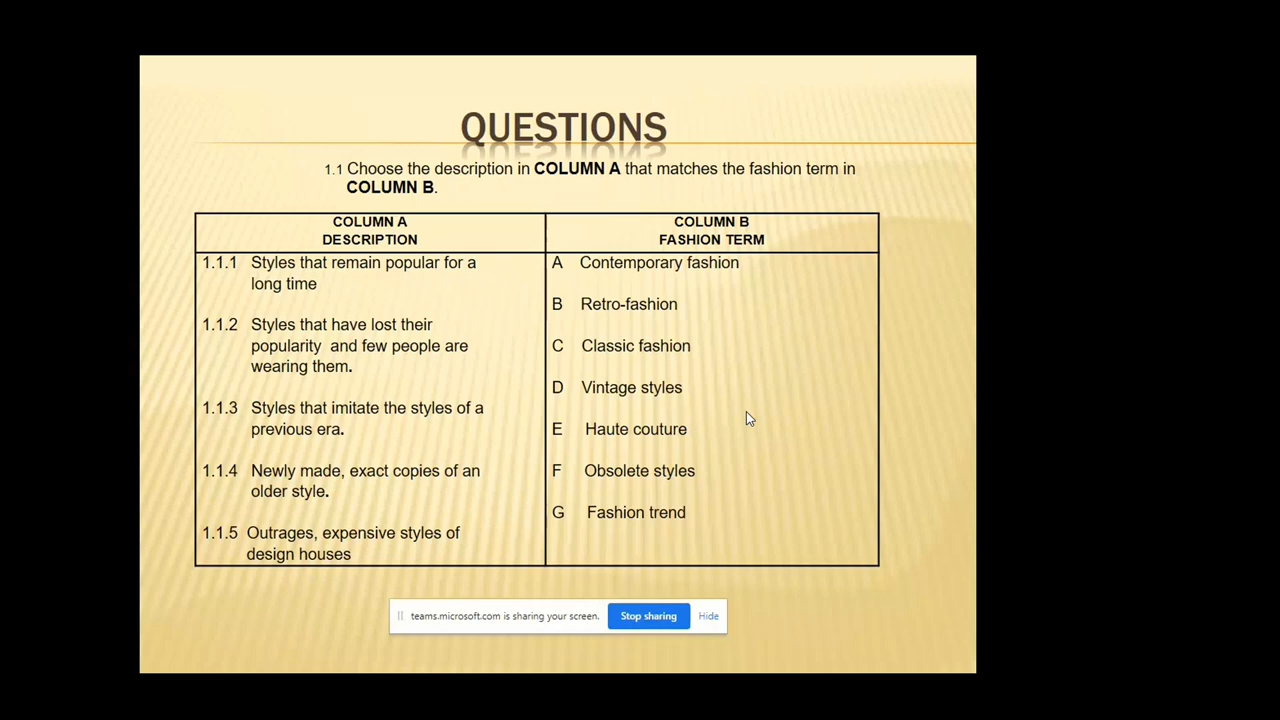 QUESTIONS
1.1 Choose the description in COLUMN A that matches the fashion term in
COLUMN B.
COLUMN A
DESCRIPTION
1.1.1 Styles that remain popular for a
long time
1.1.2 Styles that have lost their
popularity and few people are
wearing them.
1.1.3 Styles that imitate the styles of a
previous era.
1.1.4 Newly made, exact copies of an
older style.
1.1.5 Outrages, expensive styles of
design houses
COLUMN B
FASHION TERM
A Contemporary fashion
B Retro-fashion
C Classic fashion
D Vintage styles
E Haute couture
F Obsolete styles
G Fashion trend
teams.microsoft.com is sharing your screen. Stop sharing Hide